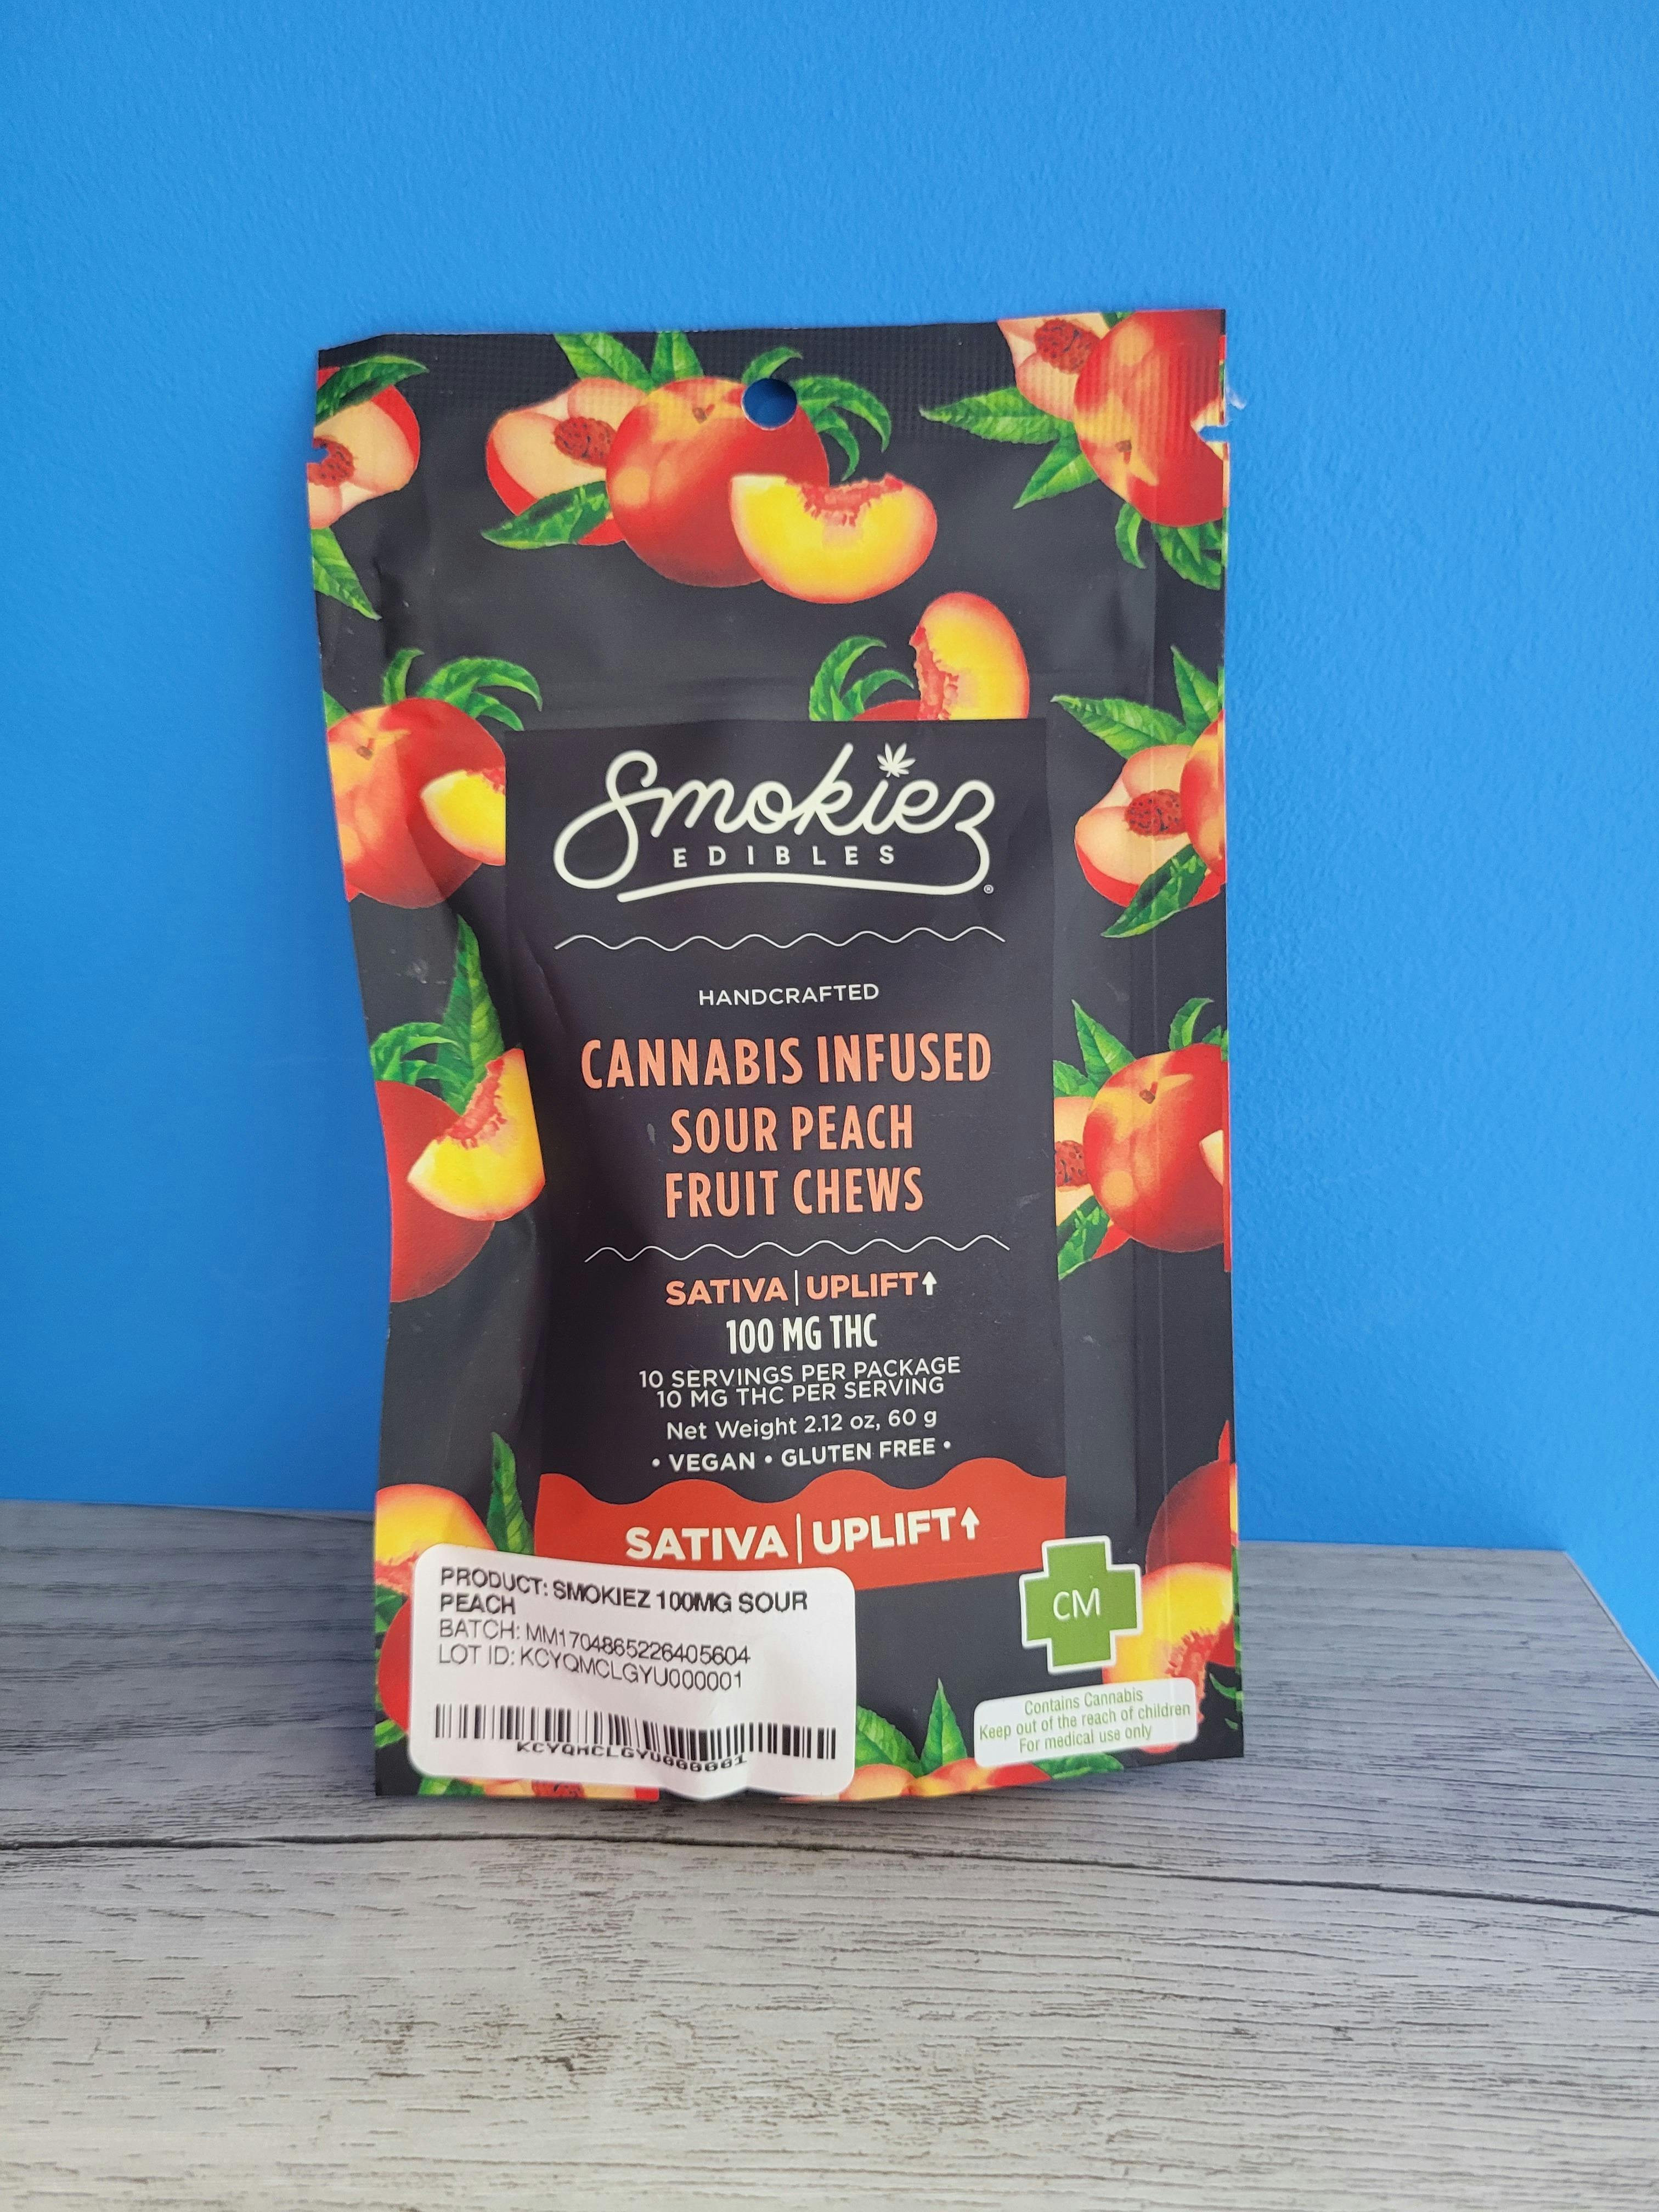 Smokiez
EDIBLES
®
HANDCRAFTED
CANNABIS INFUSED
SOUR PEACH
FRUIT CHEWS
SATIVA | UPLIFT↑
100 MG THC
10 SERVINGS PER PACKAGE
10 MG THC PER SERVING
Net Weight 2.12 oz, 60 g
• VEGAN • GLUTEN FREE •
SATIVA | UPLIFT↑
PRODUCT: SMOKIEZ 100MG SOUR
PEACH
BATCH: MM1704865226405604
LOT ID: KCYQMCLGYU000001
KCYQMCLGYU000001
CM
Contains Cannabis
Keep out of the reach of children
For medical use only